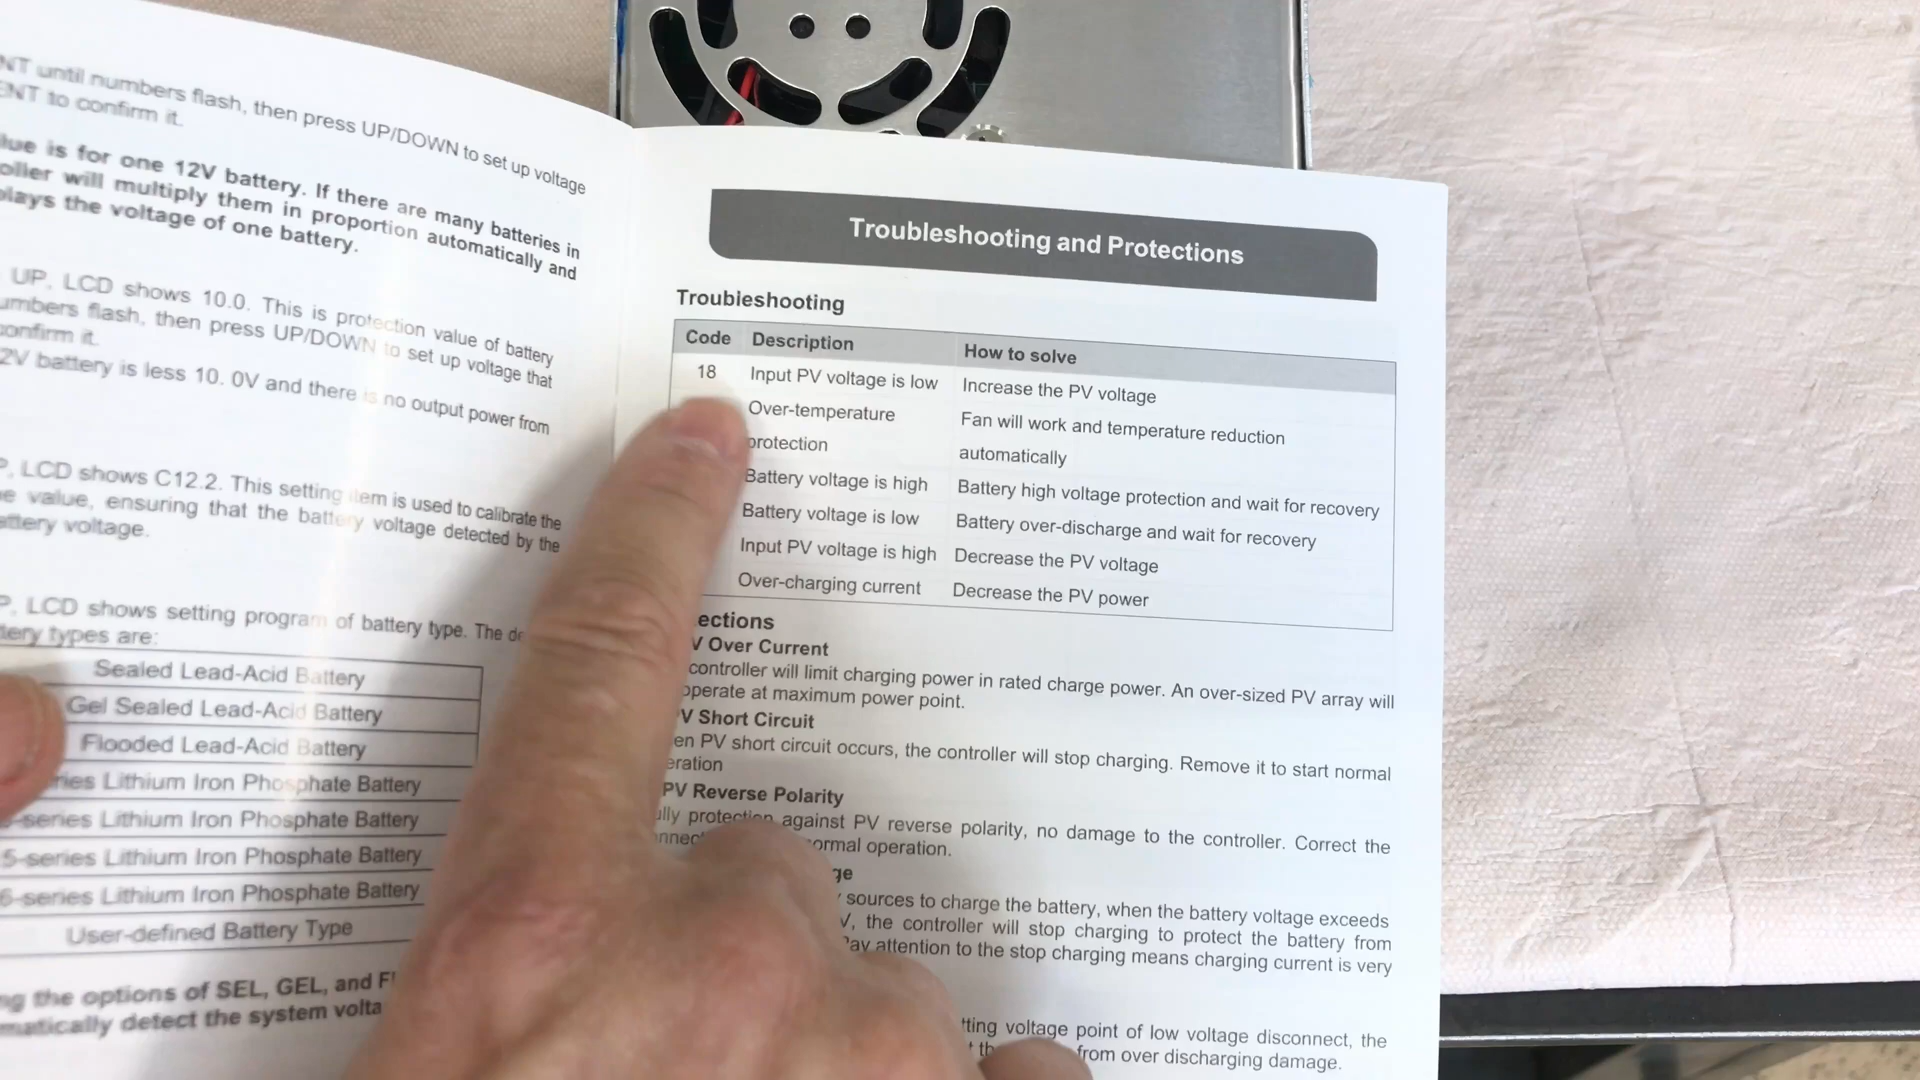 until numbers flash, then press UP/DOWN to set up voltage
to confirm it.
is for one 12V battery. If there are many batteries in
will multiply them in proportion automatically and
the voltage of one battery.
UP, LCD shows 10.0. This is protection value of battery
flash, then press UP/DOWN to set up voltage that
confirm it.
battery is less 10. 0V and there is no output power from
LCD shows C12.2. This setting item is used to calibrate the
value, ensuring that the battery voltage detected by the
voltage.
LCD shows setting program of battery type. The
types are:
Sealed Lead-Acid Battery
Gel Sealed Lead-Acid Battery
Flooded Lead-Acid Battery
Lithium Iron Phosphate Battery
-series Lithium Iron Phosphate Battery
5-series Lithium Iron Phosphate Battery
6-series Lithium Iron Phosphate Battery
User-defined Battery Type
the options of SEL, GEL, and
detect the system
Troubleshooting and Protections
Troubleshooting
Code Description How to solve
18 Input PV voltage is low Increase the PV voltage
Over-temperature Fan will work and temperature reduction
protection automatically
Battery voltage is high Battery high voltage protection and wait for recovery
Battery voltage is low Battery over-discharge and wait for recovery
Input PV voltage is high Decrease the PV voltage
Over-charging current Decrease the PV power
ections
V Over Current
controller will limit charging power in rated charge power. An over-sized PV array will
operate at maximum power point.
V Short Circuit
en PV short circuit occurs, the controller will stop charging. Remove it to start normal
eration
PV Reverse Polarity
protection against PV reverse polarity, no damage to the controller. Correct the
ormal operation.
ge
sources to charge the battery, when the battery voltage exceeds
V, the controller will stop charging to protect the battery from
Pay attention to the stop charging means charging current is very
tting voltage point of low voltage disconnect, the
from over discharging damage.